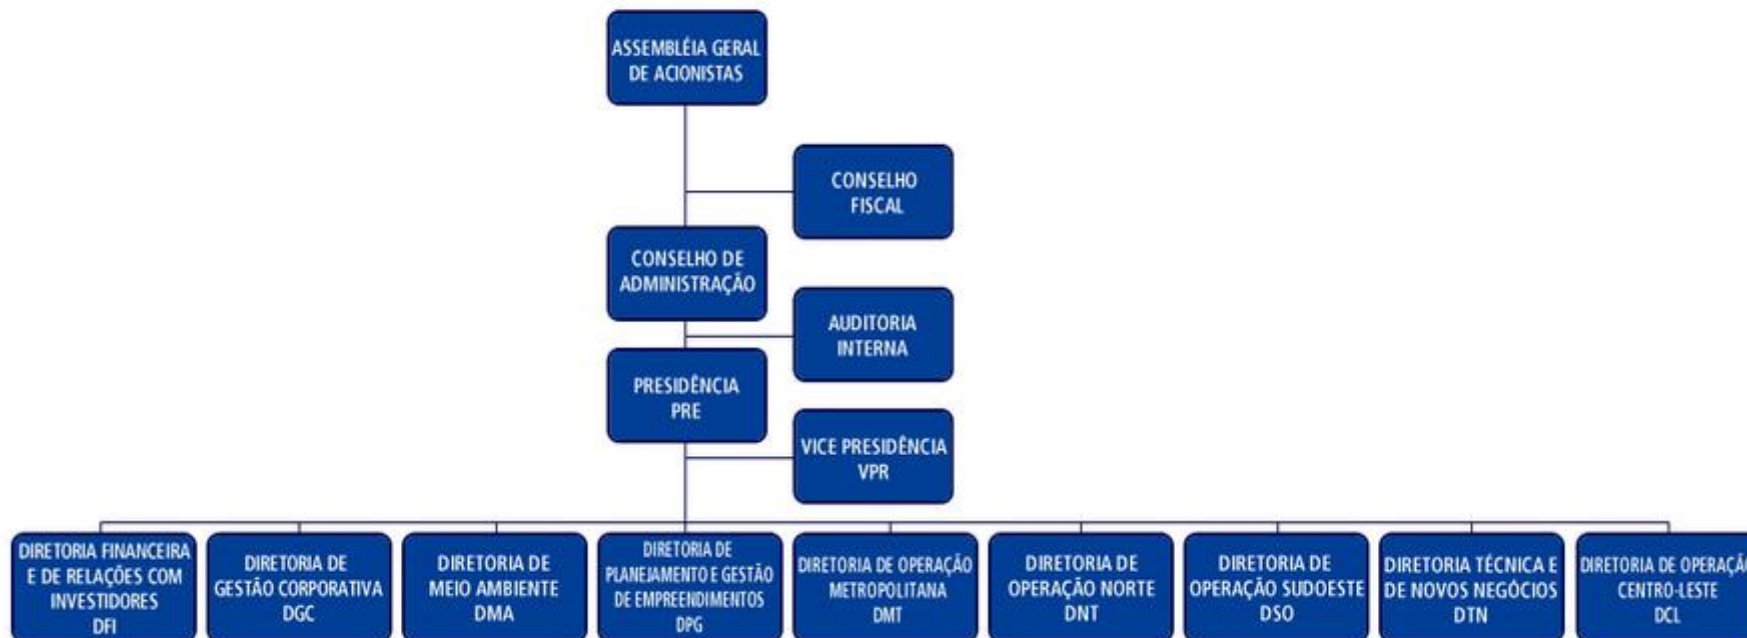 ASSEMBLÉIA GERAL
DE ACIONISTAS
CONSELHO
FISCAL
CONSELHO DE
ADMINISTRAÇÃO
AUDITORIA
INTERNA
PRESIDÊNCIA
PRE
VICE PRESIDÊNCIA
VPR
DIRETORIA FINANCEIRA
E DE RELAÇÕES COM
INVESTIDORES
DFI
DIRETORIA DE
GESTÃO CORPORATIVA
DGC
DIRETORIA DE
MEIO AMBIENTE
DMA
DIRETORIA DE
PLANEJAMENTO E GESTÃO
DE EMPREENDIMENTOS
DPG
DIRETORIA DE OPERAÇÃO
METROPOLITANA
DMT
DIRETORIA DE
OPERAÇÃO NORTE
DNT
DIRETORIA DE
OPERAÇÃO SUDOESTE
DSO
DIRETORIA TÉCNICA E
DE NOVOS NEGÓCIOS
DTN
DIRETORIA DE OPERAÇÃO
CENTRO-LESTE
DCL